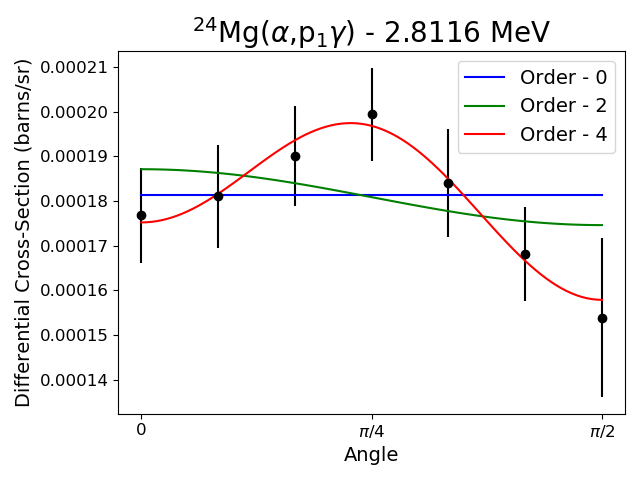 ²⁴Mg(α,p₁γ) - 2.8116 MeV
Differential Cross-Section (barns/sr)
0.00021
0.00020
0.00019
0.00018
0.00017
0.00016
0.00015
0.00014
Order - 0
Order - 2
Order - 4
0
π/4
π/2
Angle